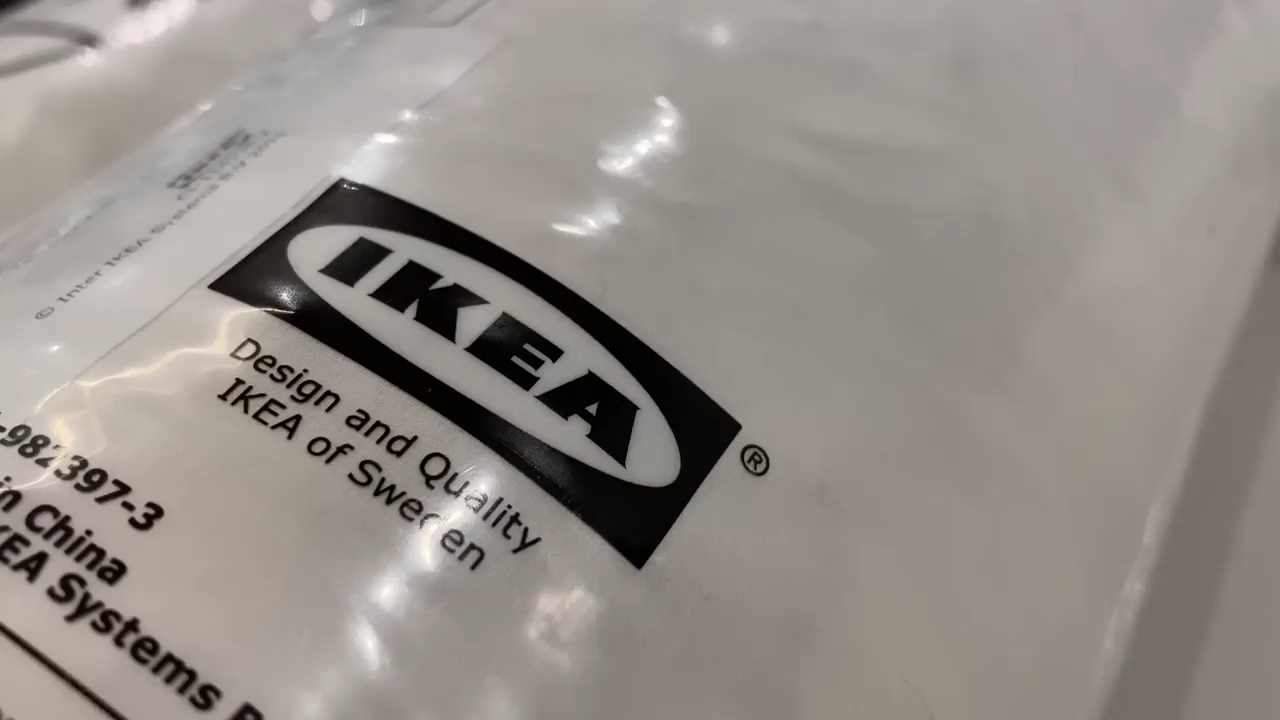 © Inter IKEA Systems B.V.
IKEA
®
Design and Quality
IKEA of Sweden
-982397-3
in China
KEA Systems B